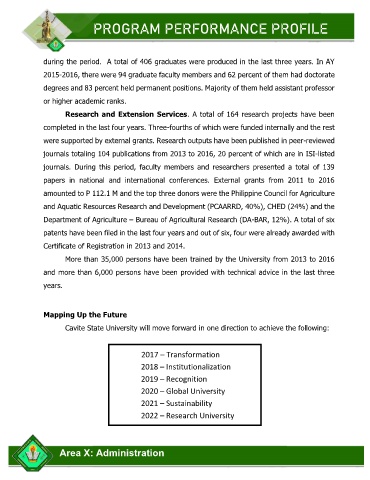 PROGRAM PERFORMANCE PROFILE
during the period. A total of 406 graduates were produced in the last three years. In AY
2015-2016, there were 94 graduate faculty members and 62 percent of them had doctorate
degrees and 83 percent held permanent positions. Majority of them held assistant professor
or higher academic ranks.
Research and Extension Services. A total of 164 research projects have been
completed in the last four years. Three-fourths of which were funded internally and the rest
were supported by external grants. Research outputs have been published in peer-reviewed
journals totaling 104 publications from 2013 to 2016, 20 percent of which are in ISI-listed
journals. During this period, faculty members and researchers presented a total of 139
papers in national and international conferences. External grants from 2011 to 2016
amounted to P 112.1 M and the top three donors were the Philippine Council for Agriculture
and Aquatic Resources Research and Development (PCAARRD, 40%), CHED (24%) and the
Department of Agriculture – Bureau of Agricultural Research (DA-BAR, 12%). A total of six
patents have been filed in the last four years and out of six, four were already awarded with
Certificate of Registration in 2013 and 2014.
More than 35,000 persons have been trained by the University from 2013 to 2016
and more than 6,000 persons have been provided with technical advice in the last three
years.
Mapping Up the Future
Cavite State University will move forward in one direction to achieve the following:
2017 – Transformation
2018 – Institutionalization
2019 – Recognition
2020 – Global University
2021 – Sustainability
2022 – Research University
Area X: Administration